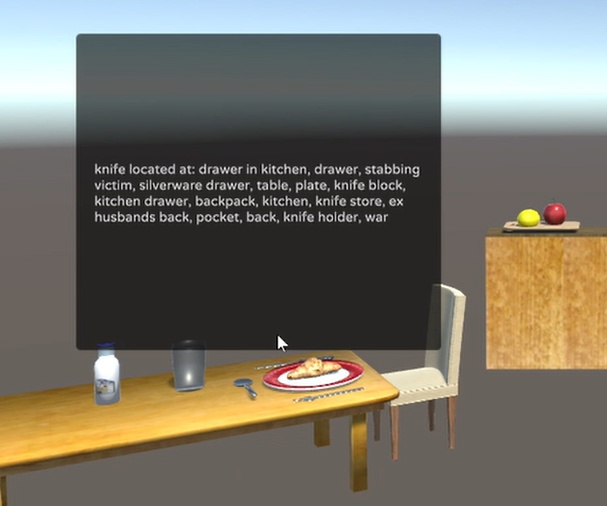 knife located at: drawer in kitchen, drawer, stabbing
victim, silverware drawer, table, plate, knife block,
kitchen drawer, backpack, kitchen, knife store, ex
husbands back, pocket, back, knife holder, war